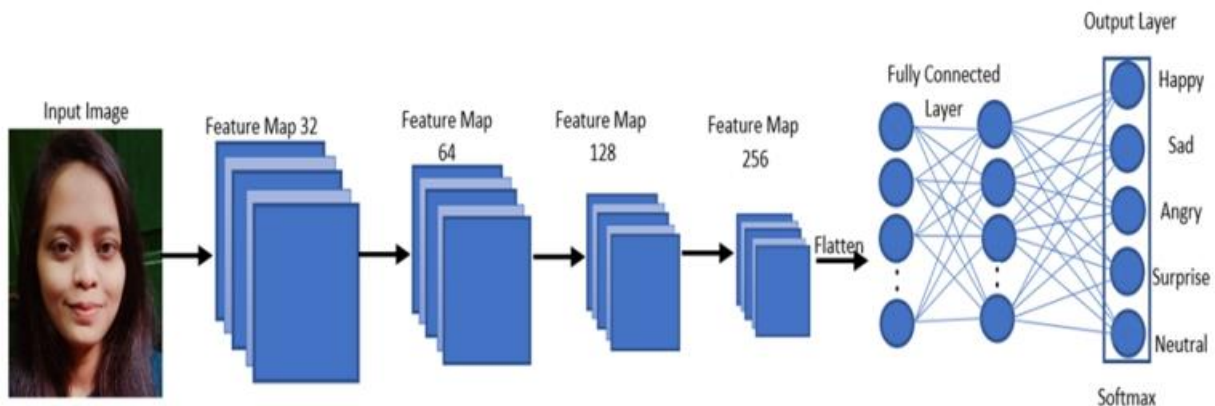 Input Image
Feature Map 32
Feature Map
64
Feature Map
128
Feature Map
256
Flatten
Fully Connected
Layer
Output Layer
Happy
Sad
Angry
Surprise
Neutral
Softmax